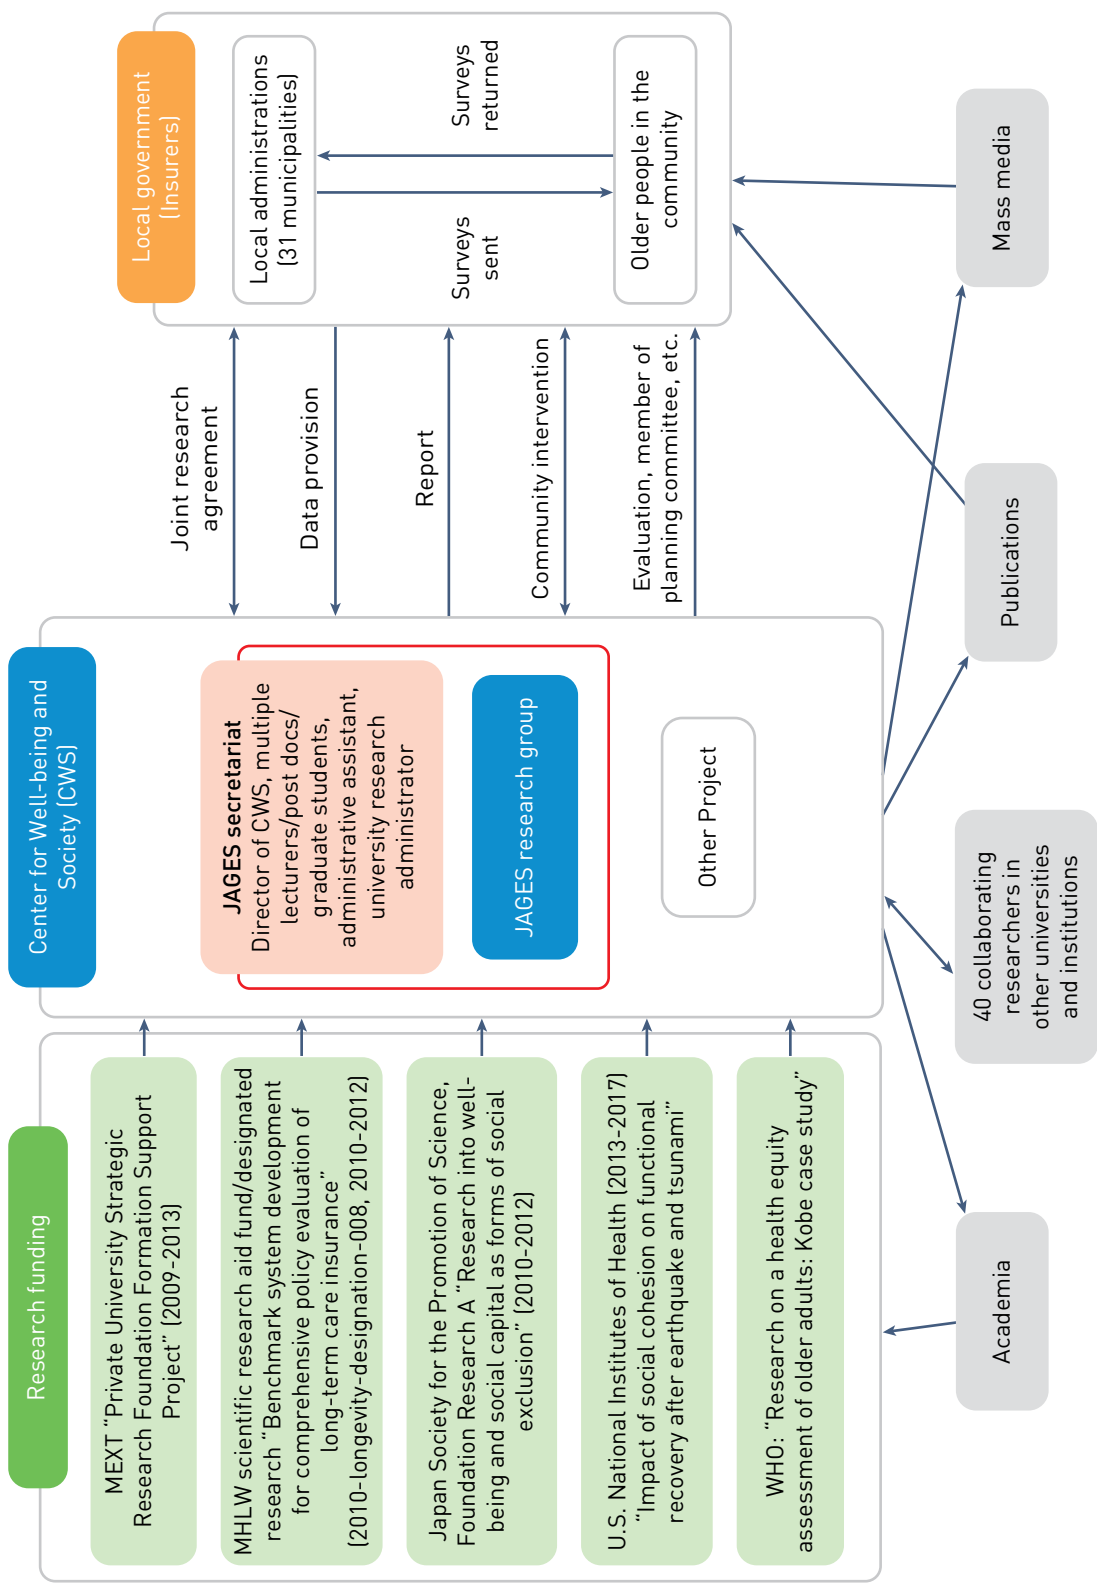 Research funding
MEXT “Private University Strategic
Research Foundation Formation Support
Project” (2009-2013)
MHLW scientific research aid fund/designated
research “Benchmark system development
for comprehensive policy evaluation of
long-term care insurance”
(2010-longevity-designation-008, 2010-2012)
Japan Society for the Promotion of Science,
Foundation Research A “Research into well-
being and social capital as forms of social
exclusion” (2010-2012)
U.S. National Institutes of Health (2013-2017)
“Impact of social cohesion on functional
recovery after earthquake and tsunami”
WHO: “Research on a health equity
assessment of older adults: Kobe case study”
Center for Well-being and
Society (CWS)
JAGES secretariat
Director of CWS, multiple
lecturers/post docs/
graduate students,
administrative assistant,
university research
administrator
JAGES research group
Other Project
Joint research
agreement
Data provision
Report
Community intervention
Evaluation, member of
planning committee, etc.
Local government
(Insurers)
Local administrations
(31 municipalities)
Surveys
sent
Surveys
returned
Older people in the
community
Academia
40 collaborating
researchers in
other universities
and institutions
Publications
Mass media